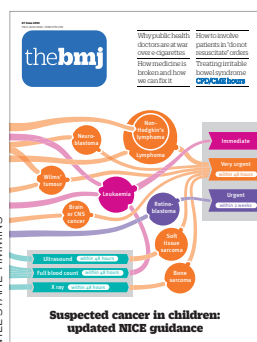 thebmj
Why public health
doctors are at war
over e-cigarettes
How medicine is
broken and how
we can fix it
How to involve
patients in "do not
resuscitate" orders
Treating irritable
bowel syndrome
CPD/CME hours
Non-
Hodgkin's
lymphoma
Lymphoma
Neuro-
blastoma
Wilms'
tumour
Leukaemia
Brain
or CNS
cancer
Retino-
blastoma
Soft
tissue
sarcoma
Bone
sarcoma
Immediate
Very urgent
within 48 hours
Urgent
within 2 weeks
Ultrasound within 48 hours
Full blood count within 48 hours
X ray within 48 hours
Suspected cancer in children:
updated NICE guidance